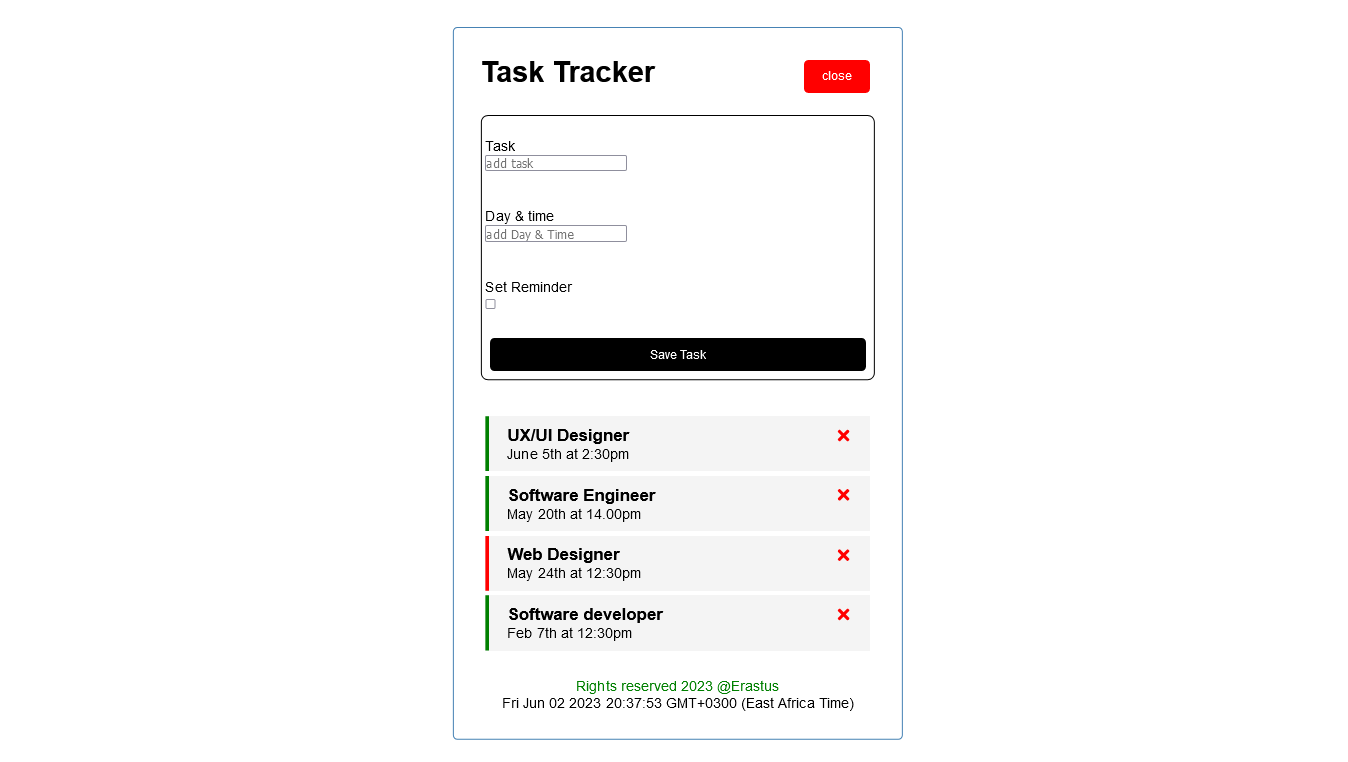 Task Tracker
close
Task
add task
Day & time
add Day & Time
Set Reminder
Save Task
UX/UI Designer
June 5th at 2:30pm
Software Engineer
May 20th at 14.00pm
Web Designer
May 24th at 12:30pm
Software developer
Feb 7th at 12:30pm
Rights reserved 2023 @Erastus
Fri Jun 02 2023 20:37:53 GMT+0300 (East Africa Time)